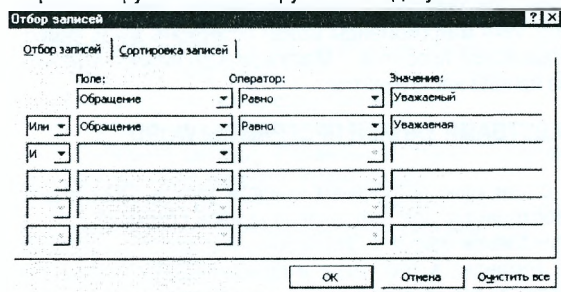 Отбор записей
Отбор записей Сортировка записей
Поле: Оператор: Значение:
Обращение Равно Уважаемый
Или Обращение Равно Уважаемая
И
OK Отмена Очистить все